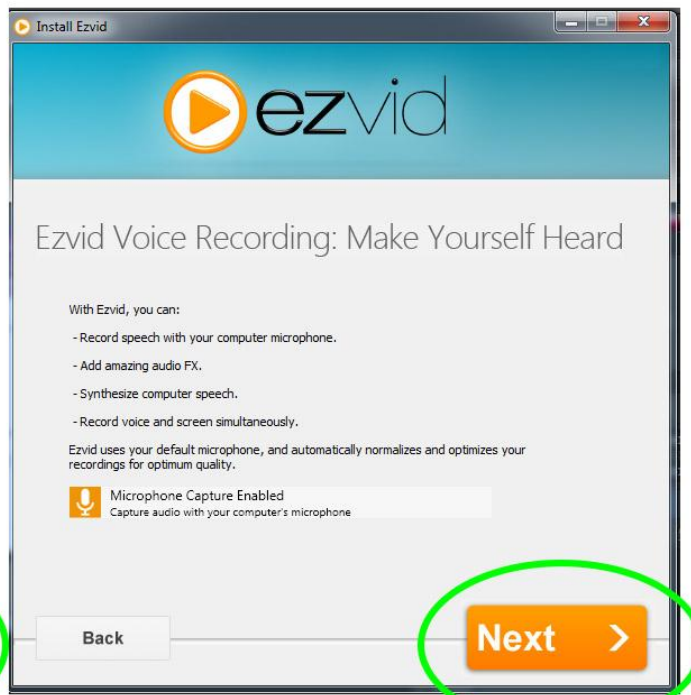 Install Ezvid
ezvid
Ezvid Voice Recording: Make Yourself Heard
With Ezvid, you can:
- Record speech with your computer microphone.
- Add amazing audio FX.
- Synthesize computer speech.
- Record voice and screen simultaneously.
Ezvid uses your default microphone, and automatically normalizes and optimizes your
recordings for optimum quality.
Microphone Capture Enabled
Capture audio with your computer's microphone
Back
Next